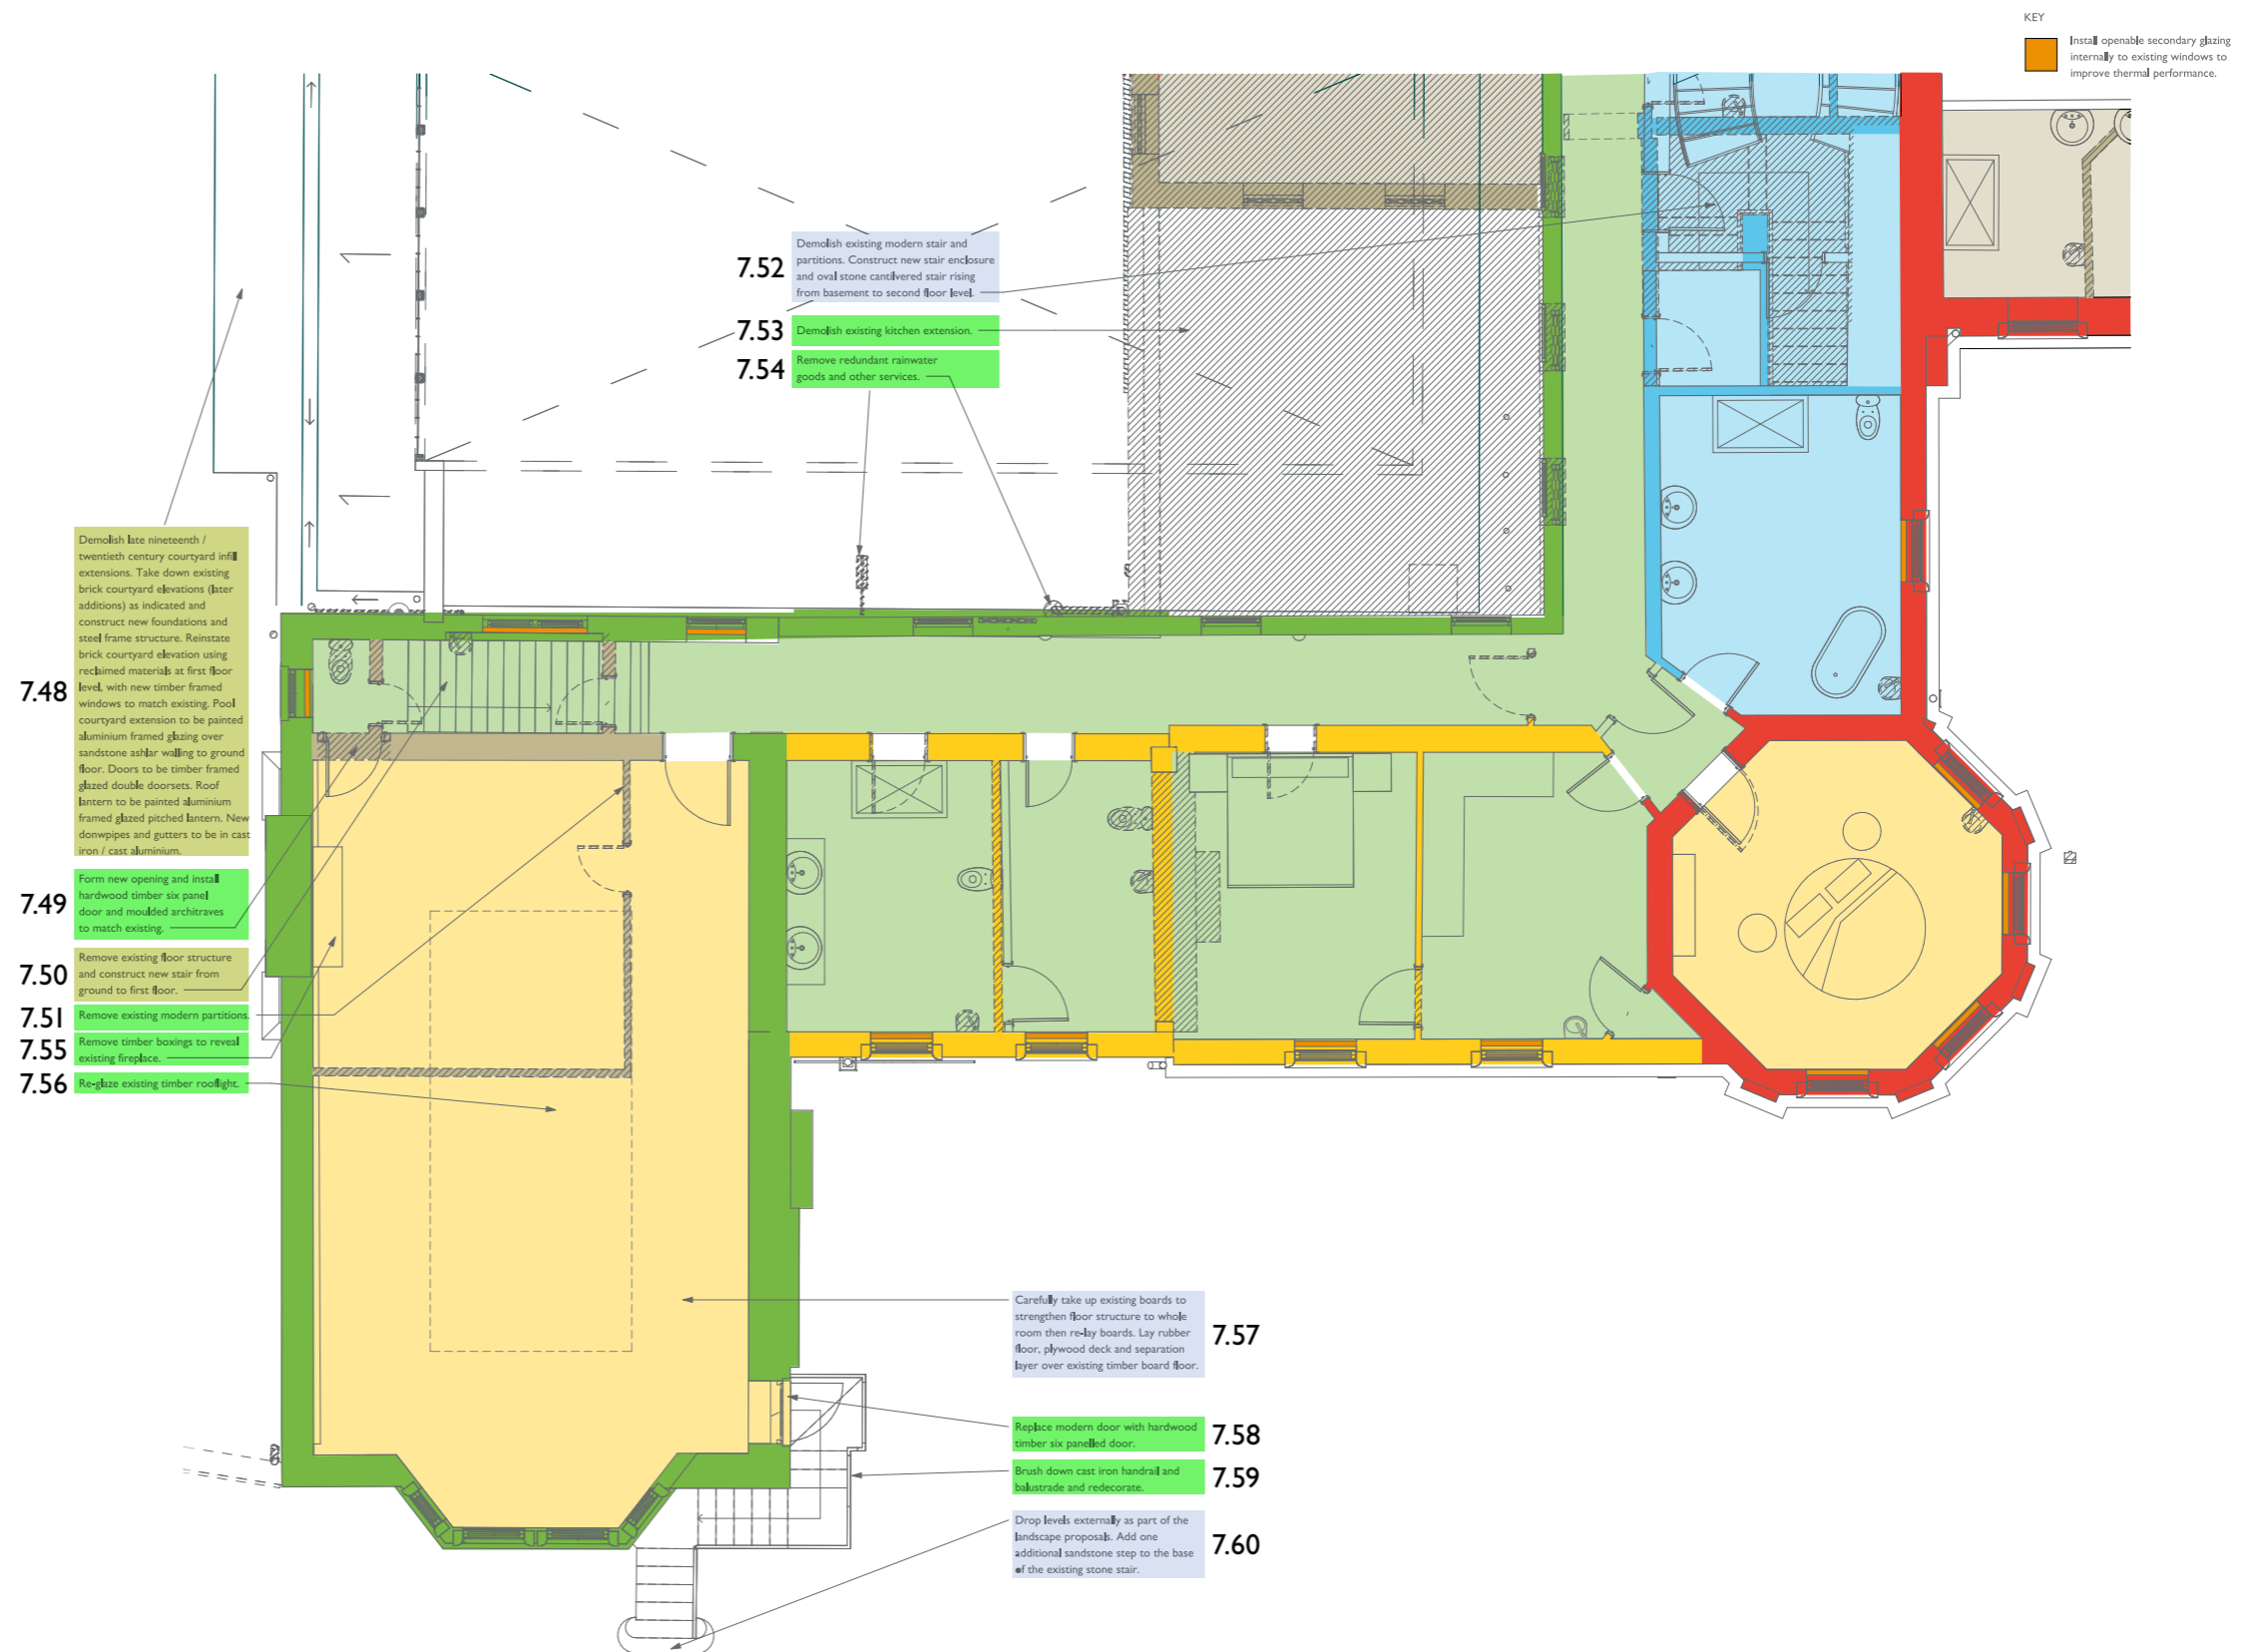 KEY
Install openable secondary glazing
internally to existing windows to
improve thermal performance.
7.52
Demolish existing modern stair and
partitions. Construct new stair enclosure
and oval stone cantilvered stair rising
from basement to second floor level.
7.53
Demolish existing kitchen extension.
7.54
Remove redundant rainwater
goods and other services.
7.48
Demolish late nineteenth /
twentieth century courtyard infill
extensions. Take down existing
brick courtyard elevations (later
additions) as indicated and
construct new foundations and
steel frame structure. Reinstate
brick courtyard elevation using
reclaimed materials at first floor
level, with new timber framed
windows to match existing. Pool
courtyard extension to be painted
aluminium framed glazing over
sandstone ashlar walling to ground
floor. Doors to be timber framed
glazed double doorsets. Roof
lantern to be painted aluminium
framed glazed pitched lantern. New
donwpipes and gutters to be in cast
iron / cast aluminium.
7.49
Form new opening and install
hardwood timber six panel
door and moulded architraves
to match existing.
7.50
Remove existing floor structure
and construct new stair from
ground to first floor.
7.51
Remove existing modern partitions.
7.55
Remove timber boxings to reveal
existing fireplace.
7.56
Re-glaze existing timber rooflight.
Carefully take up existing boards to
strengthen floor structure to whole
room then re-lay boards. Lay rubber
floor, plywood deck and separation
layer over existing timber board floor.
7.57
Replace modern door with hardwood
timber six panelled door.
7.58
Brush down cast iron handrail and
balustrade and redecorate.
7.59
Drop levels externally as part of the
landscape proposals. Add one
additional sandstone step to the base
of the existing stone stair.
7.60